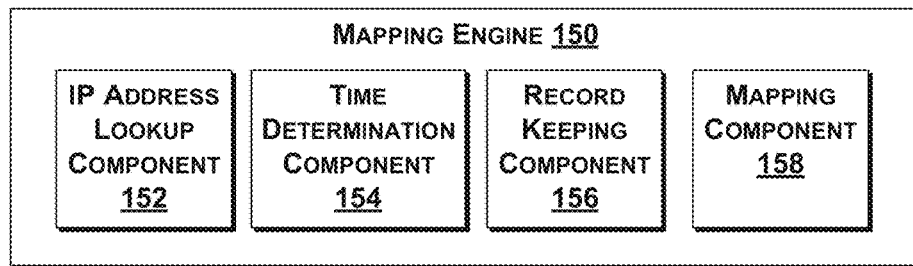 MAPPING ENGINE 150
IP ADDRESS
LOOKUP
COMPONENT
152
TIME
DETERMINATION
COMPONENT
154
RECORD
KEEPING
COMPONENT
156
MAPPING
COMPONENT
158